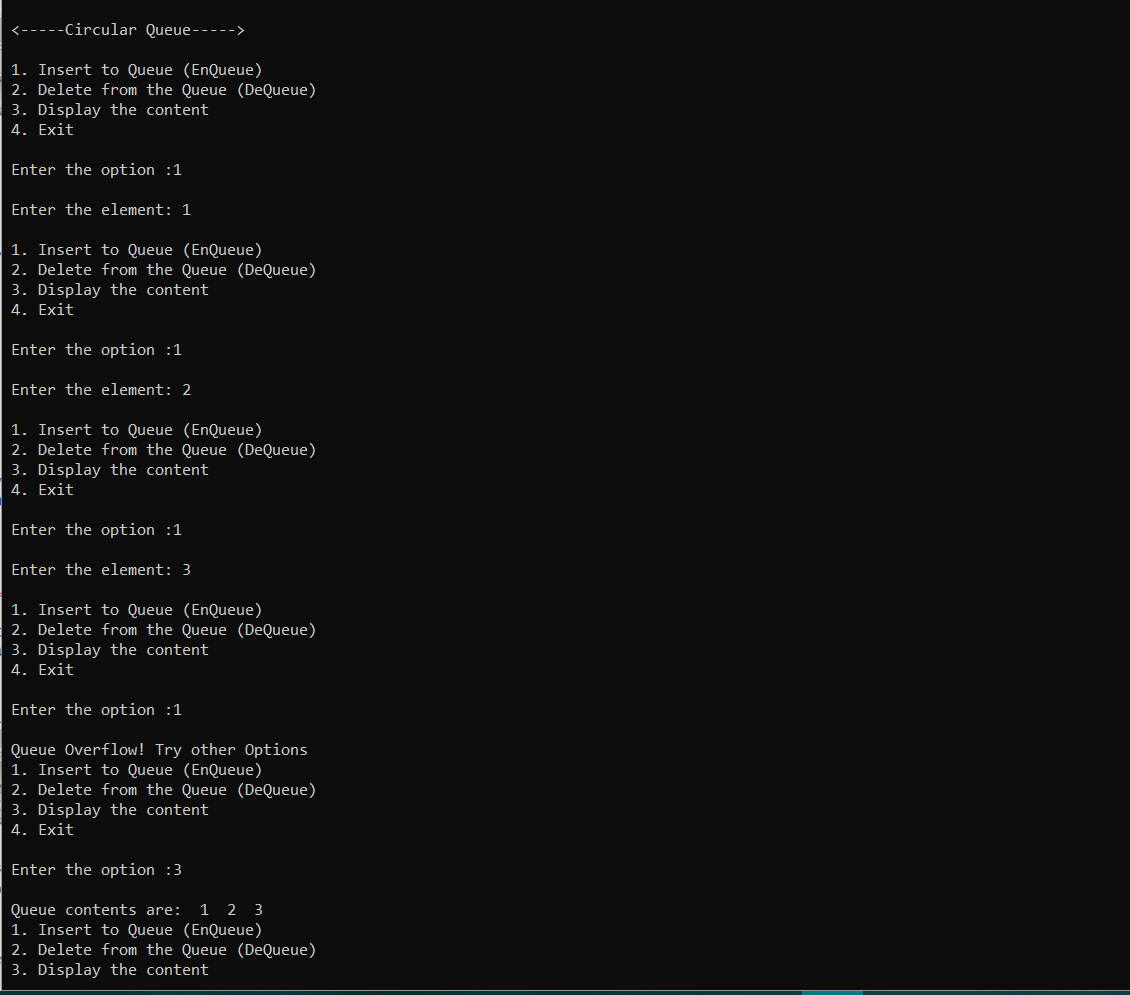 <-----Circular Queue----->
1. Insert to Queue (EnQueue)
2. Delete from the Queue (DeQueue)
3. Display the content
4. Exit
Enter the option :1
Enter the element: 1
1. Insert to Queue (EnQueue)
2. Delete from the Queue (DeQueue)
3. Display the content
4. Exit
Enter the option :1
Enter the element: 2
1. Insert to Queue (EnQueue)
2. Delete from the Queue (DeQueue)
3. Display the content
4. Exit
Enter the option :1
Enter the element: 3
1. Insert to Queue (EnQueue)
2. Delete from the Queue (DeQueue)
3. Display the content
4. Exit
Enter the option :1
Queue Overflow! Try other Options
1. Insert to Queue (EnQueue)
2. Delete from the Queue (DeQueue)
3. Display the content
4. Exit
Enter the option :3
Queue contents are:  1  2  3
1. Insert to Queue (EnQueue)
2. Delete from the Queue (DeQueue)
3. Display the content